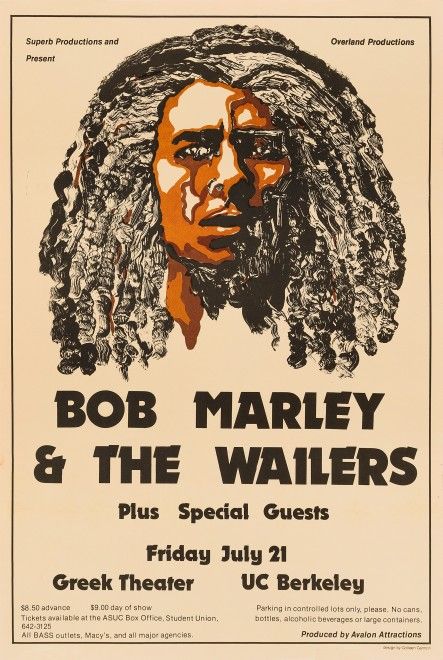 Superb Productions and
Present
Overland Productions
BOB MARLEY
& THE WAILERS
Plus Special Guests
Friday July 21
Greek Theater UC Berkeley
$8.50 advance $9.00 day of show
Tickets available at the ASUC Box Office, Student Union,
642-3125
All BASS outlets, Macy's, and all major agencies.
Parking in controlled lots only, please. No cans,
bottles, alcoholic beverages or large containers.
Produced by Avalon Attractions